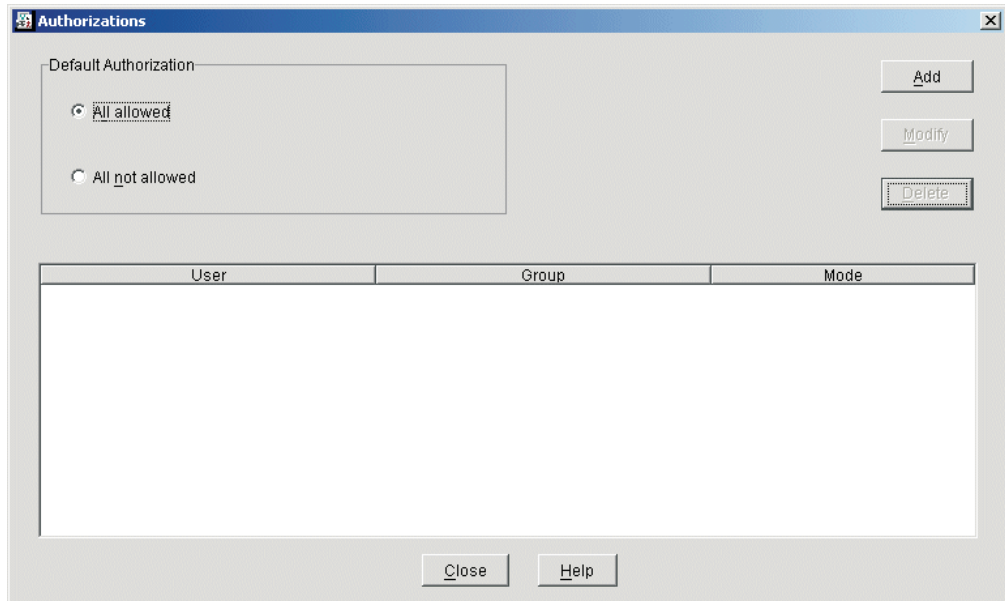 Authorizations
Default Authorization
All allowed
All not allowed
Add
Modify
Delete
User Group Mode
Close Help